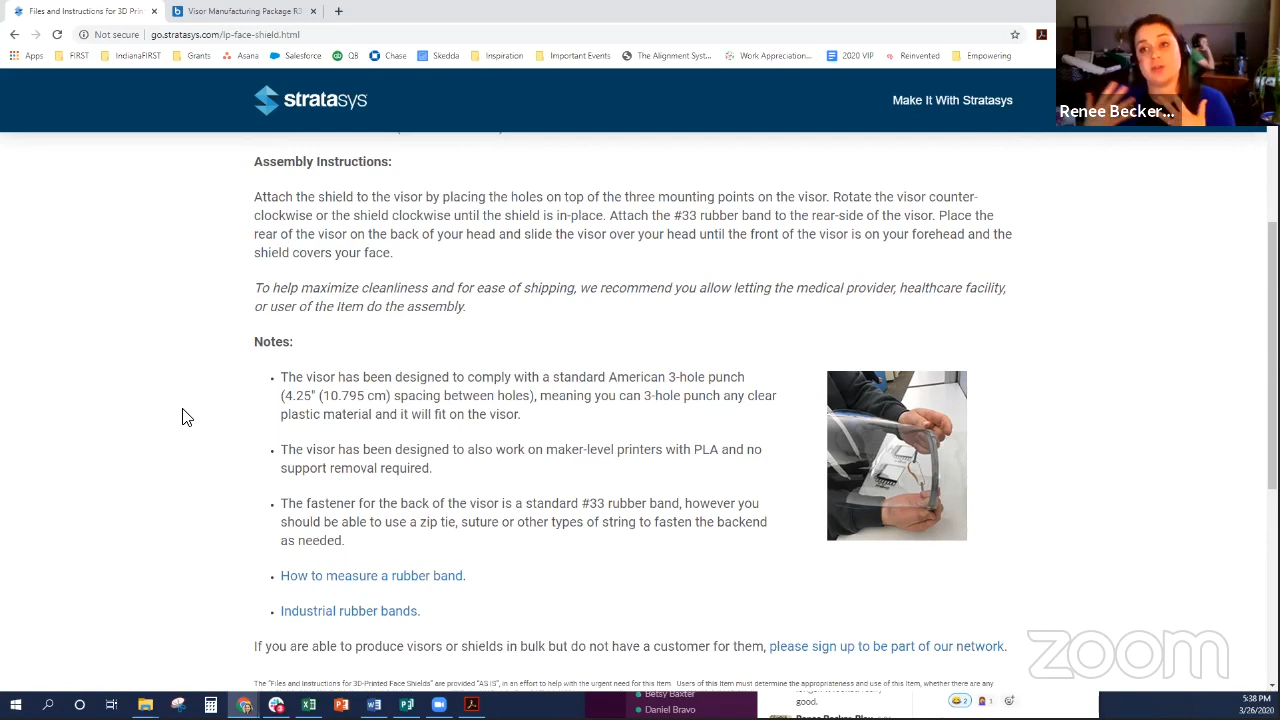 Files and Instructions for 3D Print
Visor Manufacturing Package R3
Not secure
go.stratasys.com/lp-face-shield.html
Apps
FIRST
IndianaFIRST
Grants
Asana
Salesforce
QB
Chase
Skedda
Inspiration
Important Events
The Alignment Syst...
Work Appreciation...
2020 VIP
Reinvented
Empowering
stratasys
Make It With Stratasys
Renee Becker...
Assembly Instructions:
Attach the shield to the visor by placing the holes on top of the three mounting points on the visor. Rotate the visor counter-
clockwise or the shield clockwise until the shield is in-place. Attach the #33 rubber band to the rear-side of the visor. Place the
rear of the visor on the back of your head and slide the visor over your head until the front of the visor is on your forehead and the
shield covers your face.
To help maximize cleanliness and for ease of shipping, we recommend you allow letting the medical provider, healthcare facility,
or user of the Item do the assembly.
Notes:
The visor has been designed to comply with a standard American 3-hole punch
(4.25" (10.795 cm) spacing between holes), meaning you can 3-hole punch any clear
plastic material and it will fit on the visor.
The visor has been designed to also work on maker-level printers with PLA and no
support removal required.
The fastener for the back of the visor is a standard #33 rubber band, however you
should be able to use a zip tie, suture or other types of string to fasten the backend
as needed.
How to measure a rubber band.
Industrial rubber bands.
If you are able to produce visors or shields in bulk but do not have a customer for them, please sign up to be part of our network.
The "Files and Instructions for 3D-Printed Face Shields" are provided "AS IS", in an effort to help with the urgent need for this Item. Users of this Item must determine the appropriateness and use of this Item, whether there are any
zoom
Betsy Baxter
Daniel Bravo
good.
2
1
5:38 PM
3/26/2020